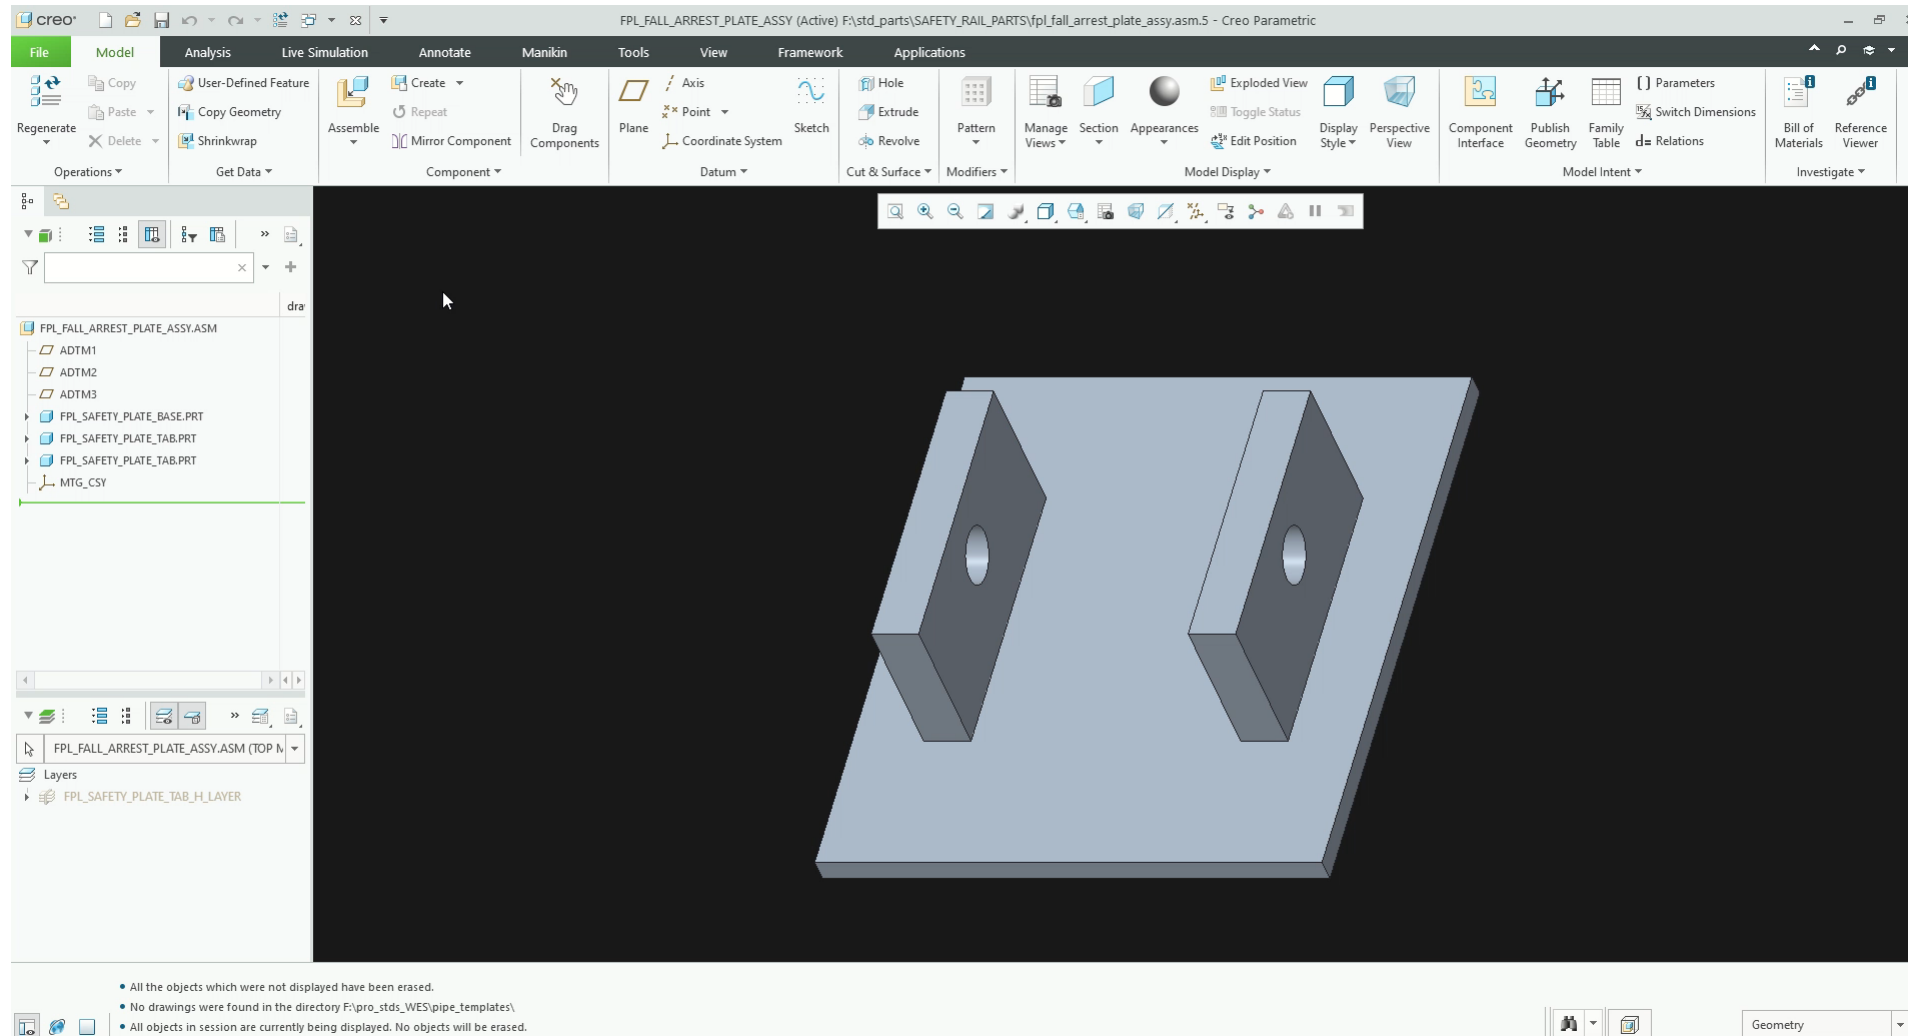 creo·
FPL_FALL_ARREST_PLATE_ASSY (Active) F:\std_parts\SAFETY_RAIL_PARTS\fpl_fall_arrest_plate_assy.asm.5 - Creo Parametric
File Model Analysis Live Simulation Annotate Manikin Tools View Framework Applications
Regenerate
Copy
Paste
Delete
Operations
User-Defined Feature
Copy Geometry
Shrinkwrap
Get Data
Assemble
Create
Repeat
Mirror Component
Drag
Components
Component
Plane
Axis
Point
Coordinate System
Sketch
Datum
Hole
Extrude
Revolve
Cut & Surface
Pattern
Modifiers
Manage
Views
Section
Appearances
Exploded View
Toggle Status
Edit Position
Display
Style
Perspective
View
Model Display
Component
Interface
Publish
Geometry
Family
Table
Parameters
Switch Dimensions
d= Relations
Model Intent
Bill of
Materials
Reference
Viewer
Investigate
dra
FPL_FALL_ARREST_PLATE_ASSY.ASM
ADTM1
ADTM2
ADTM3
FPL_SAFETY_PLATE_BASE.PRT
FPL_SAFETY_PLATE_TAB.PRT
FPL_SAFETY_PLATE_TAB.PRT
MTG_CSY
FPL_FALL_ARREST_PLATE_ASSY.ASM (TOP M
Layers
FPL_SAFETY_PLATE_TAB_H_LAYER
• All the objects which were not displayed have been erased.
• No drawings were found in the directory F:\pro_stds_WES\pipe_templates\
• All objects in session are currently being displayed. No objects will be erased.
Geometry